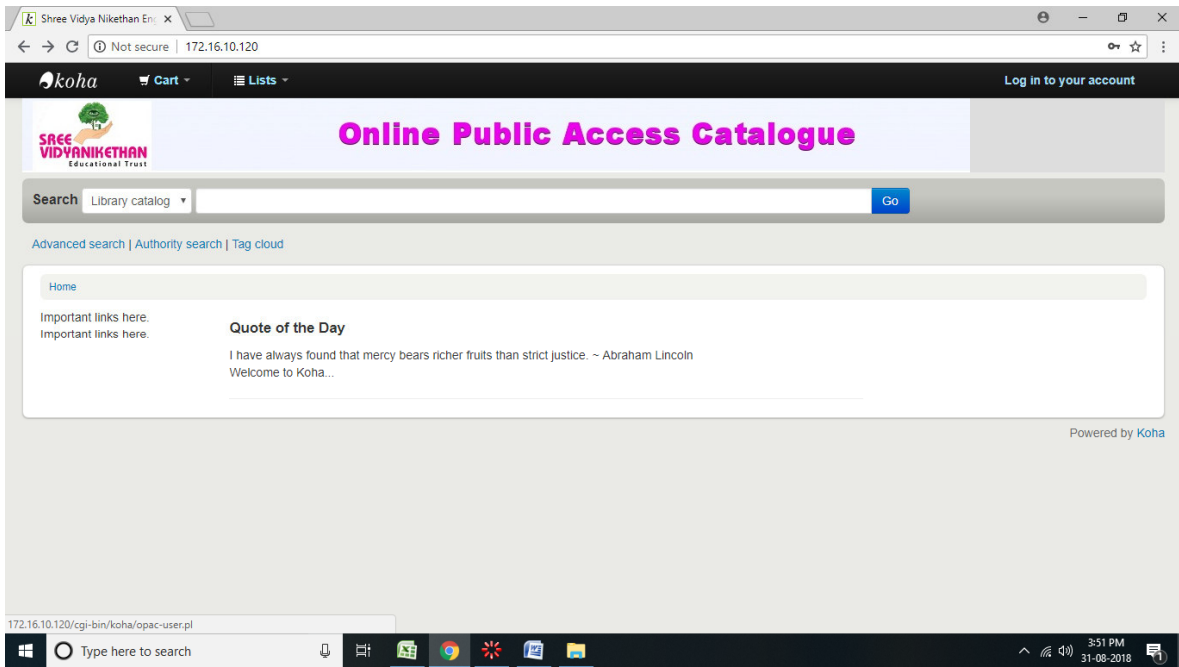 Shree Vidya Nikethan Eng
Not secure | 172.16.10.120
koha Cart Lists Log in to your account
SREE
VIDYANIKETHAN
Educational Trust
Online Public Access Catalogue
Search Library catalog Go
Advanced search | Authority search | Tag cloud
Home
Important links here.
Important links here.
Quote of the Day
I have always found that mercy bears richer fruits than strict justice. ~ Abraham Lincoln
Welcome to Koha...
Powered by Koha
172.16.10.120/cgi-bin/koha/opac-user.pl
Type here to search
3:51 PM
31-08-2018
1